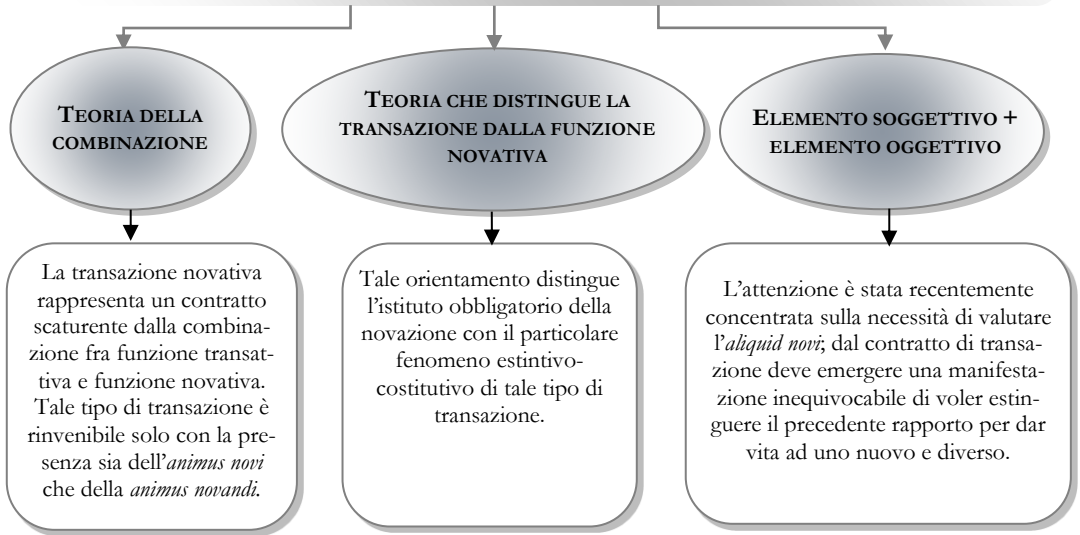 TEORIA DELLA
COMBINAZIONE
TEORIA CHE DISTINGUE LA
TRANSAZIONE DALLA FUNZIONE
NOVATIVA
ELEMENTO SOGGETTIVO +
ELEMENTO OGGETTIVO
La transazione novativa
rappresenta un contratto
scaturente dalla combina-
zione fra funzione transat-
tiva e funzione novativa.
Tale tipo di transazione è
rinvenibile solo con la pre-
senza sia dell'animus novi
che della animus novandi.
Tale orientamento distingue
l'istituto obbligatorio della
novazione con il particolare
fenomeno estintivo-
costitutivo di tale tipo di
transazione.
L'attenzione è stata recentemente
concentrata sulla necessità di valutare
l'aliquid novi; dal contratto di transa-
zione deve emergere una manifesta-
zione inequivocabile di voler estin-
guere il precedente rapporto per dar
vita ad uno nuovo e diverso.